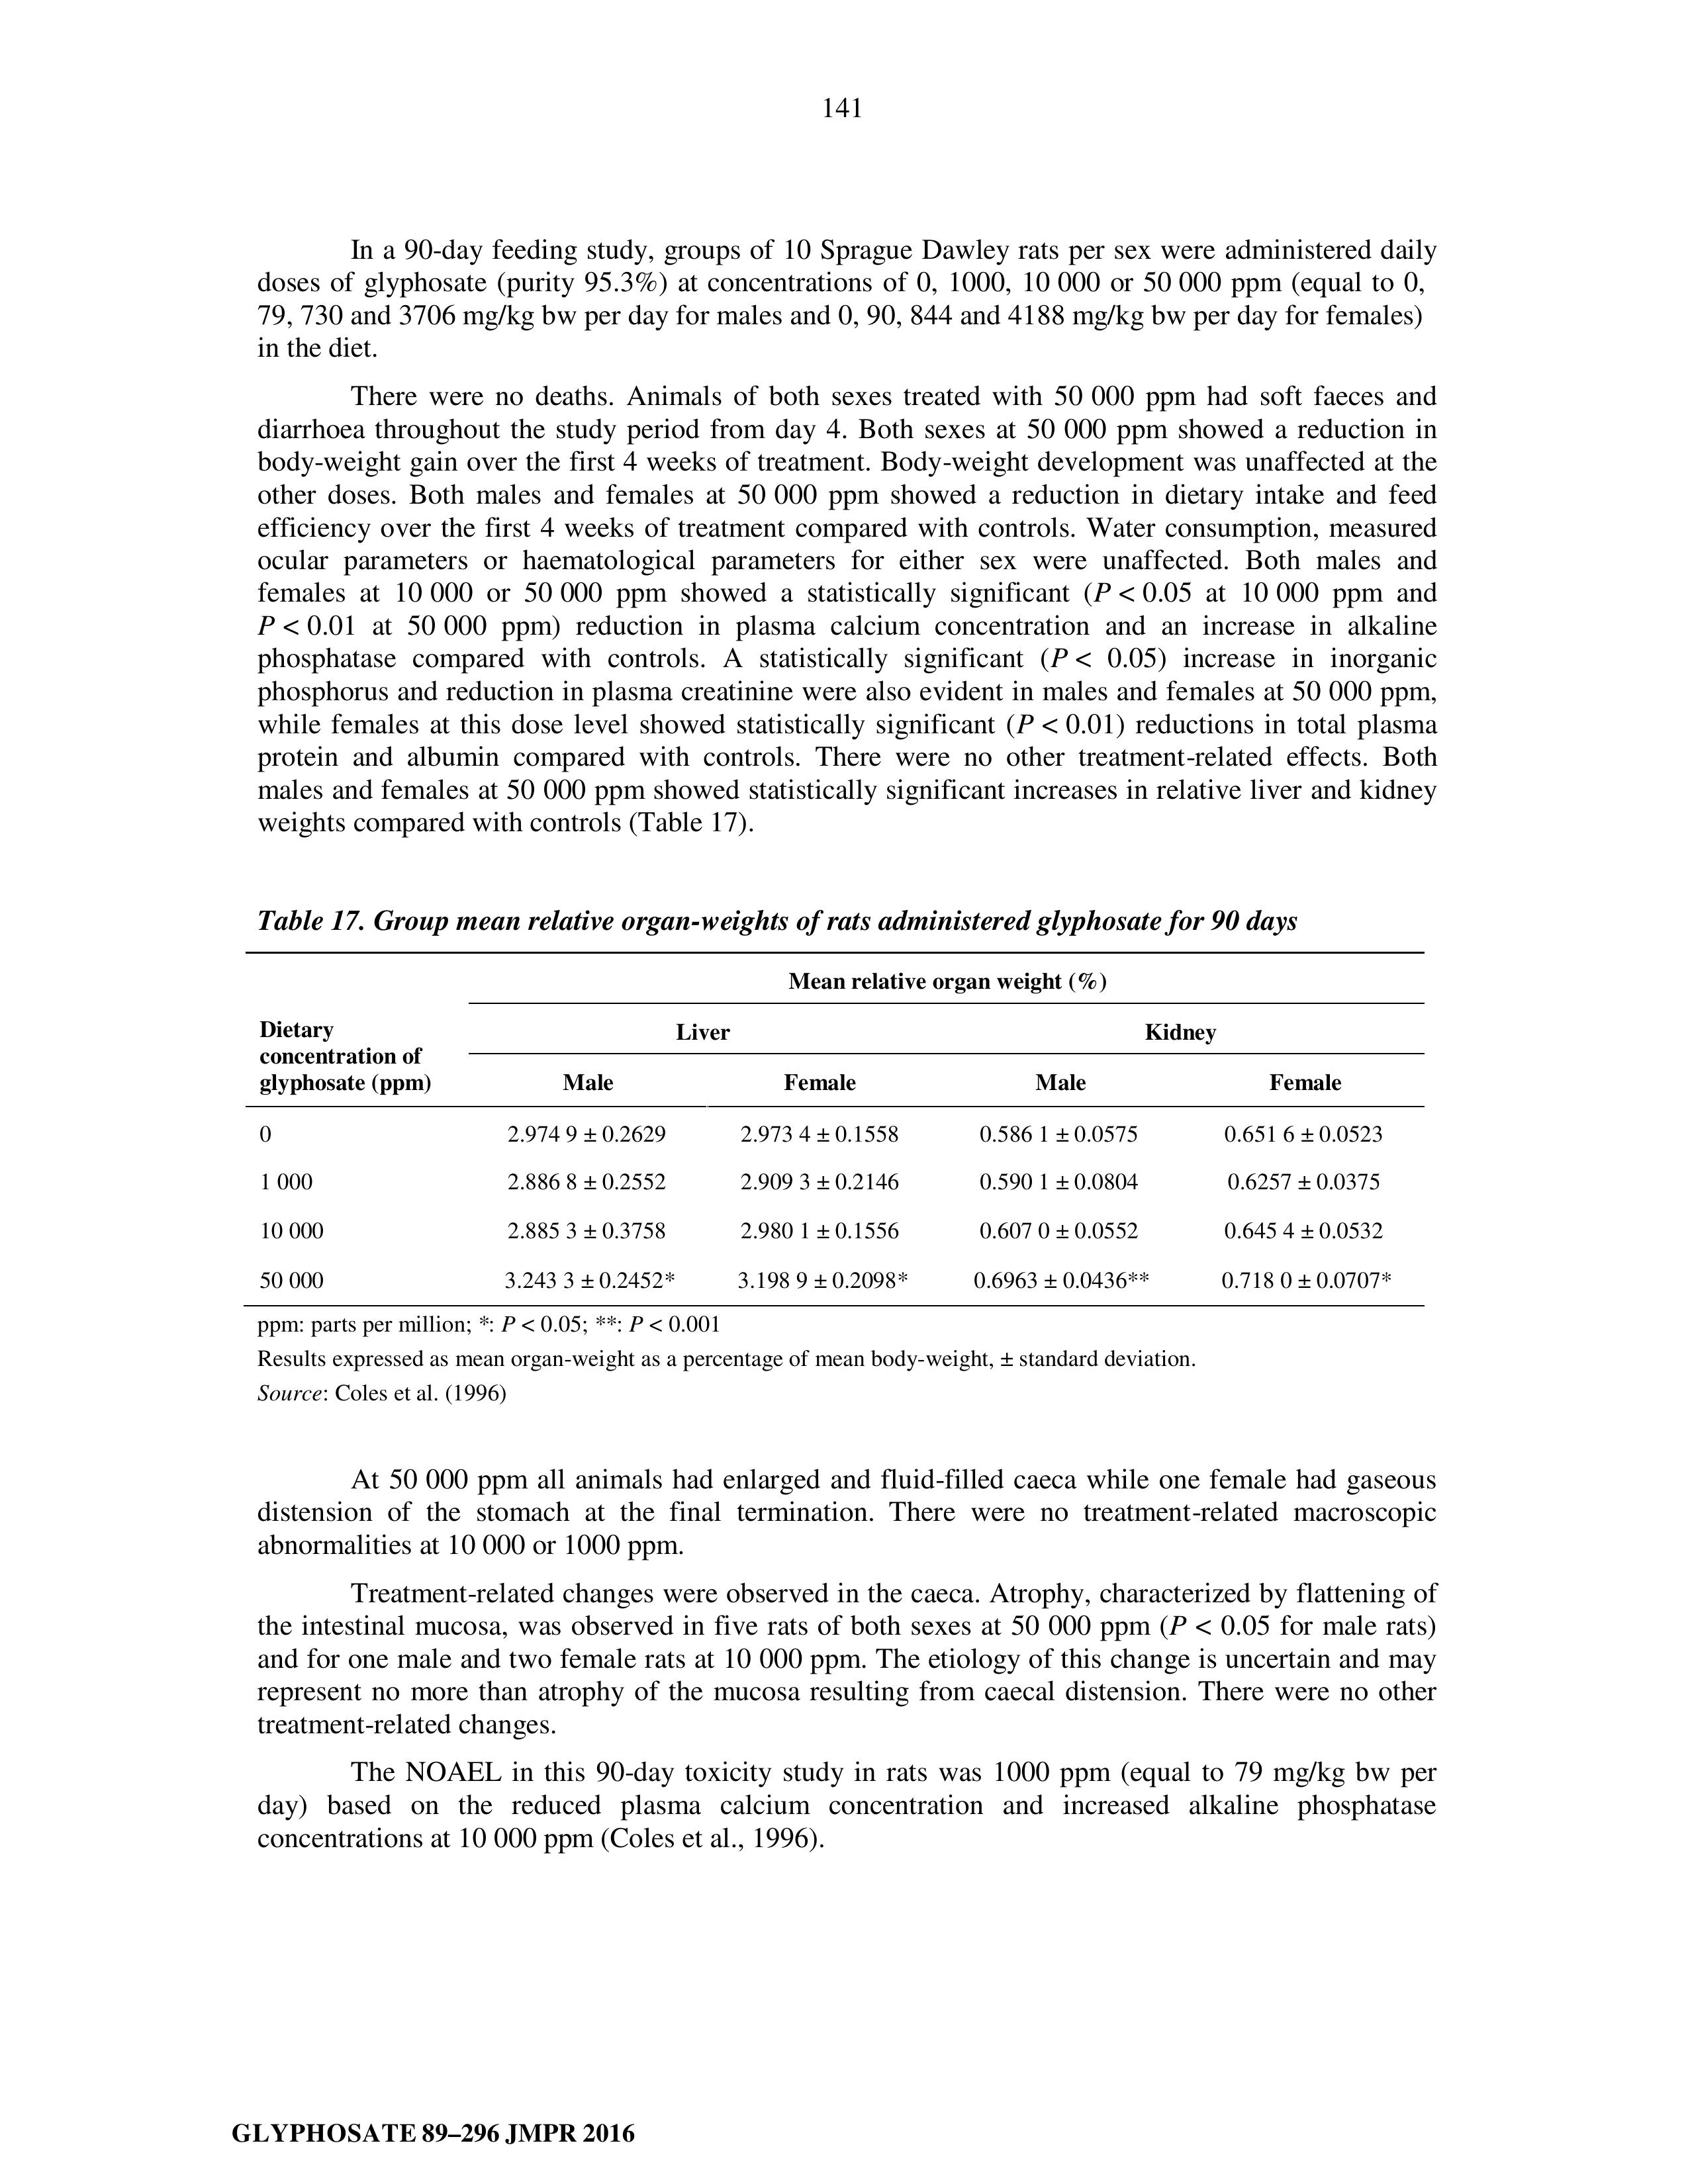 141
In a 90-day feeding study, groups of 10 Sprague Dawley rats per sex were administered daily
doses of glyphosate (purity 95.3%) at concentrations of 0, 1000, 10 000 or 50 000 ppm (equal to 0,
79, 730 and 3706 mg/kg bw per day for males and 0, 90, 844 and 4188 mg/kg bw per day for females)
in the diet.
There were no deaths. Animals of both sexes treated with 50 000 ppm had soft faeces and
diarrhoea throughout the study period from day 4. Both sexes at 50 000 ppm showed a reduction in
body-weight gain over the first 4 weeks of treatment. Body-weight development was unaffected at the
other doses. Both males and females at 50 000 ppm showed a reduction in dietary intake and feed
efficiency over the first 4 weeks of treatment compared with controls. Water consumption, measured
ocular parameters or haematological parameters for either sex were unaffected. Both males and
females at 10 000 or 50 000 ppm showed a statistically significant (P < 0.05 at 10 000 ppm and
P < 0.01 at 50 000 ppm) reduction in plasma calcium concentration and an increase in alkaline
phosphatase compared with controls. A statistically significant (P < 0.05) increase in inorganic
phosphorus and reduction in plasma creatinine were also evident in males and females at 50 000 ppm,
while females at this dose level showed statistically significant (P < 0.01) reductions in total plasma
protein and albumin compared with controls. There were no other treatment-related effects. Both
males and females at 50 000 ppm showed statistically significant increases in relative liver and kidney
weights compared with controls (Table 17).
Table 17. Group mean relative organ-weights of rats administered glyphosate for 90 days
Mean relative organ weight (%)
Dietary
concentration of
glyphosate (ppm)
Liver Kidney
Male Female Male Female
0 2.974 9 ± 0.2629 2.973 4 ± 0.1558 0.586 1 ± 0.0575 0.651 6 ± 0.0523
1 000 2.886 8 ± 0.2552 2.909 3 ± 0.2146 0.590 1 ± 0.0804 0.6257 ± 0.0375
10 000 2.885 3 ± 0.3758 2.980 1 ± 0.1556 0.607 0 ± 0.0552 0.645 4 ± 0.0532
50 000 3.243 3 ± 0.2452* 3.198 9 ± 0.2098* 0.6963 ± 0.0436** 0.718 0 ± 0.0707*
ppm: parts per million; *: P < 0.05; **: P < 0.001
Results expressed as mean organ-weight as a percentage of mean body-weight, ± standard deviation.
Source: Coles et al. (1996)
At 50 000 ppm all animals had enlarged and fluid-filled caeca while one female had gaseous
distension of the stomach at the final termination. There were no treatment-related macroscopic
abnormalities at 10 000 or 1000 ppm.
Treatment-related changes were observed in the caeca. Atrophy, characterized by flattening of
the intestinal mucosa, was observed in five rats of both sexes at 50 000 ppm (P < 0.05 for male rats)
and for one male and two female rats at 10 000 ppm. The etiology of this change is uncertain and may
represent no more than atrophy of the mucosa resulting from caecal distension. There were no other
treatment-related changes.
The NOAEL in this 90-day toxicity study in rats was 1000 ppm (equal to 79 mg/kg bw per
day) based on the reduced plasma calcium concentration and increased alkaline phosphatase
concentrations at 10 000 ppm (Coles et al., 1996).
GLYPHOSATE 89–296 JMPR 2016